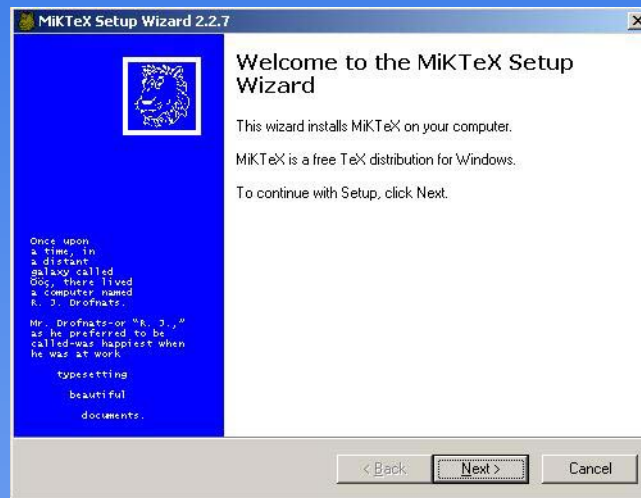 MiKTeX Setup Wizard 2.2.7
Welcome to the MiKTeX Setup
Wizard
This wizard installs MiKTeX on your computer.
MiKTeX is a free TeX distribution for Windows.
To continue with Setup, click Next.
Once upon
a time, in
a distant
galaxy called
Ööç, there lived
a computer named
R. J. Drofnats.
Mr. Drofnats-or “R. J.,”
as he preferred to be
called-was happiest when
he was at work
typesetting
beautiful
documents.
< Back
Next >
Cancel